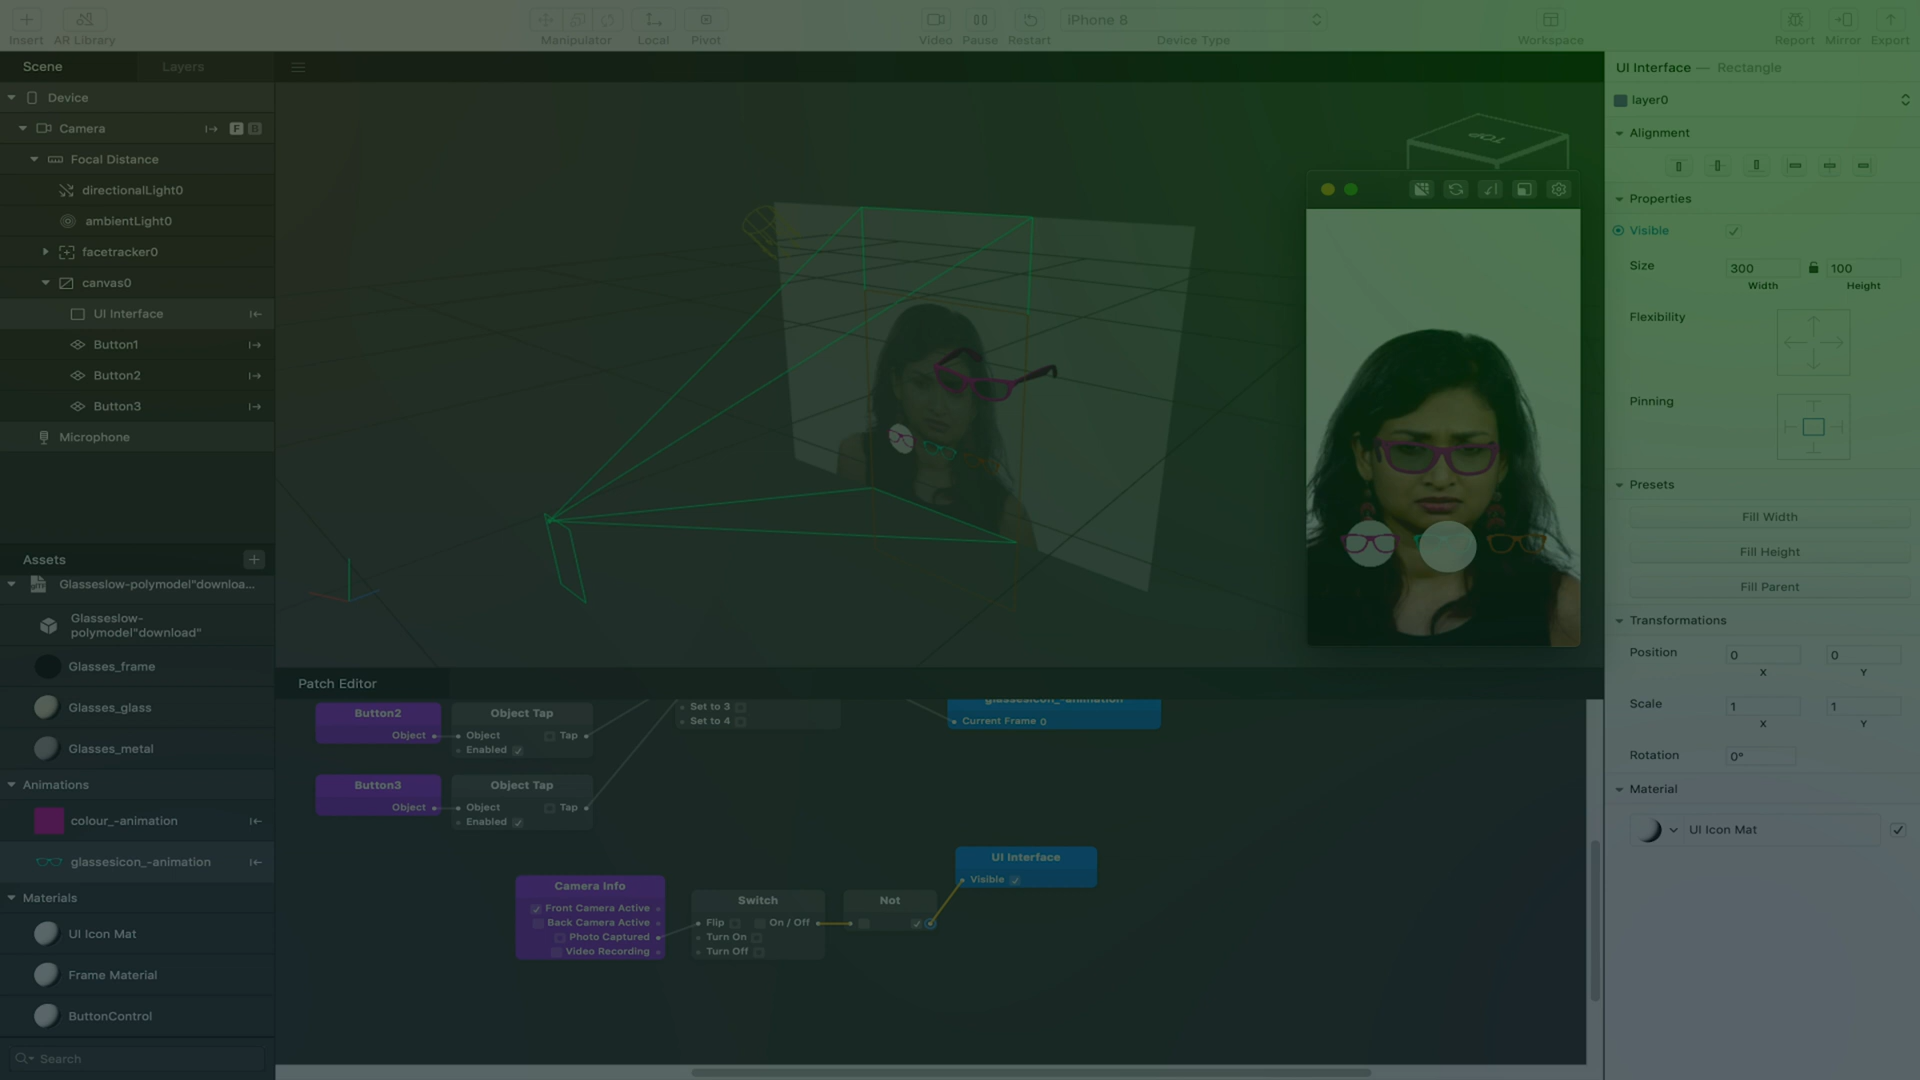 Insert
AR Library
Manipulator
Local
Pivot
Video
Pause
Restart
iPhone 8
Device Type
Workspace
Report
Mirror
Export
Scene
Layers
Device
Camera
F
B
Focal Distance
directionalLight0
ambientLight0
facetracker0
canvas0
UI Interface
Button1
Button2
Button3
Microphone
Assets
Glasseslow-polymodel"downloa...
Glasseslow-
polymodel"download"
Glasses_frame
Glasses_glass
Glasses_metal
Animations
colour_-animation
glassesicon_-animation
Materials
UI Icon Mat
Frame Material
ButtonControl
Search
TOP
Patch Editor
Button2
Object
Object Tap
Object
Tap
Enabled
Set to 3
Set to 4
glassesicon_-animation
Current Frame 0
Button3
Object
Object Tap
Object
Tap
Enabled
Camera Info
Front Camera Active
Back Camera Active
Photo Captured
Video Recording
Switch
Flip
On / Off
Turn On
Turn Off
Not
UI Interface
Visible
UI Interface — Rectangle
layer0
Alignment
Properties
Visible
Size
300
100
Width
Height
Flexibility
Pinning
Presets
Fill Width
Fill Height
Fill Parent
Transformations
Position
0
0
X
Y
Scale
1
1
X
Y
Rotation
0°
Material
UI Icon Mat